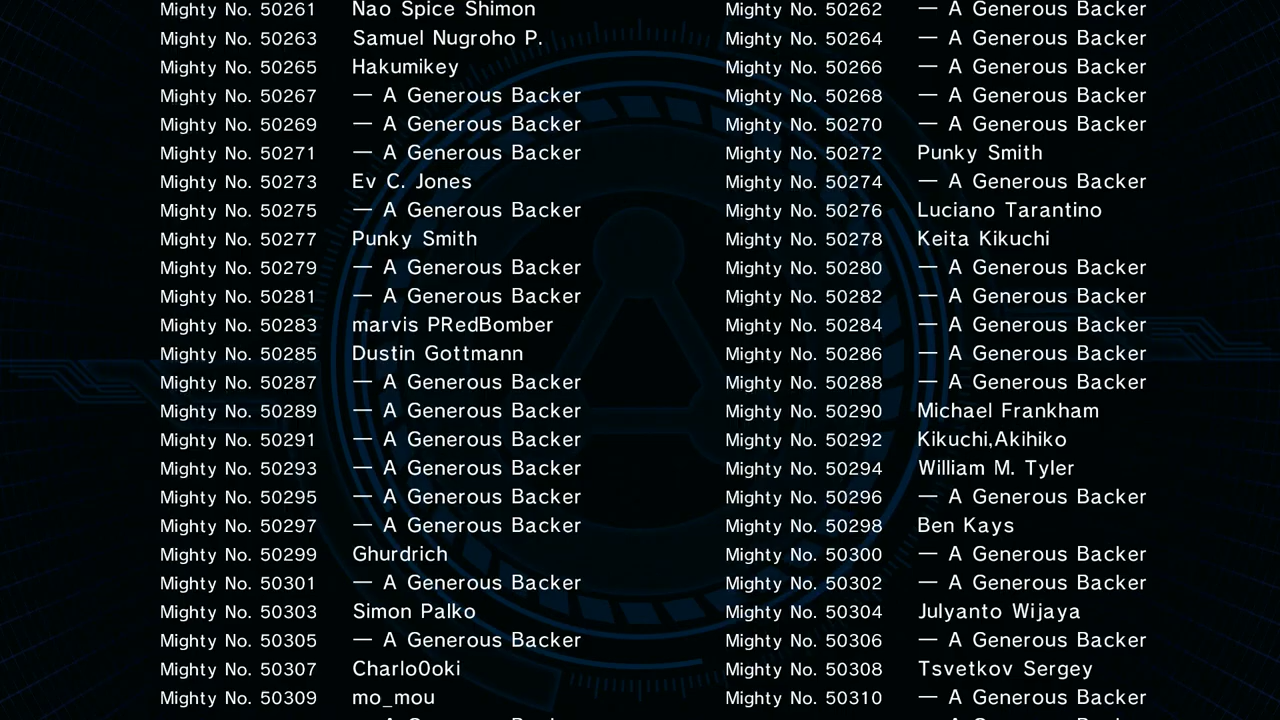 Mighty No. 50261 Nao Spice Shimon Mighty No. 50262 — A Generous Backer
Mighty No. 50263 Samuel Nugroho P. Mighty No. 50264 — A Generous Backer
Mighty No. 50265 Hakumikey Mighty No. 50266 — A Generous Backer
Mighty No. 50267 — A Generous Backer Mighty No. 50268 — A Generous Backer
Mighty No. 50269 — A Generous Backer Mighty No. 50270 — A Generous Backer
Mighty No. 50271 — A Generous Backer Mighty No. 50272 Punky Smith
Mighty No. 50273 Ev C. Jones Mighty No. 50274 — A Generous Backer
Mighty No. 50275 — A Generous Backer Mighty No. 50276 Luciano Tarantino
Mighty No. 50277 Punky Smith Mighty No. 50278 Keita Kikuchi
Mighty No. 50279 — A Generous Backer Mighty No. 50280 — A Generous Backer
Mighty No. 50281 — A Generous Backer Mighty No. 50282 — A Generous Backer
Mighty No. 50283 marvis PRedBomber Mighty No. 50284 — A Generous Backer
Mighty No. 50285 Dustin Gottmann Mighty No. 50286 — A Generous Backer
Mighty No. 50287 — A Generous Backer Mighty No. 50288 — A Generous Backer
Mighty No. 50289 — A Generous Backer Mighty No. 50290 Michael Frankham
Mighty No. 50291 — A Generous Backer Mighty No. 50292 Kikuchi,Akihiko
Mighty No. 50293 — A Generous Backer Mighty No. 50294 William M. Tyler
Mighty No. 50295 — A Generous Backer Mighty No. 50296 — A Generous Backer
Mighty No. 50297 — A Generous Backer Mighty No. 50298 Ben Kays
Mighty No. 50299 Ghurdrich Mighty No. 50300 — A Generous Backer
Mighty No. 50301 — A Generous Backer Mighty No. 50302 — A Generous Backer
Mighty No. 50303 Simon Palko Mighty No. 50304 Julyanto Wijaya
Mighty No. 50305 — A Generous Backer Mighty No. 50306 — A Generous Backer
Mighty No. 50307 Charlo0oki Mighty No. 50308 Tsvetkov Sergey
Mighty No. 50309 mo_mou Mighty No. 50310 — A Generous Backer